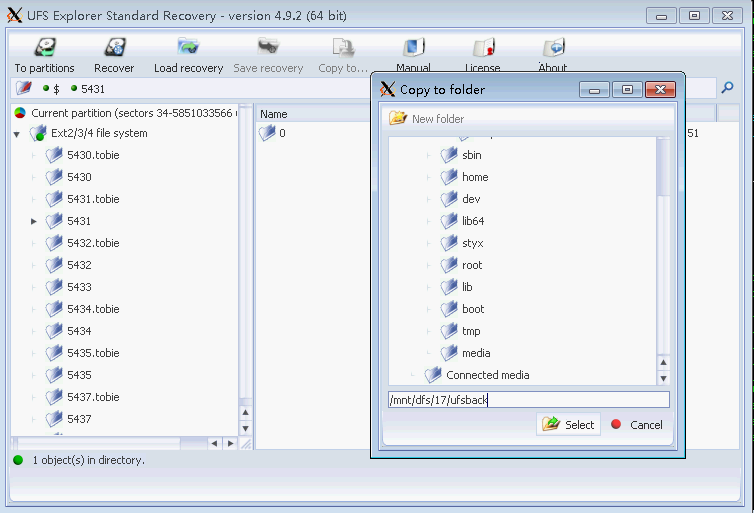 UFS Explorer Standard Recovery - version 4.9.2 (64 bit)
To partitions Recover Load recovery Save recovery Copy to... Manual License About
$ 5431
Current partition (sectors 34-5851033566
Ext2/3/4 file system
5430.tobie
5430
5431.tobie
5431
5432.tobie
5432
5433
5434.tobie
5434
5435.tobie
5435
5437.tobie
5437
Name
0
51
1 object(s) in directory.
Copy to folder
New folder
sbin
home
dev
lib64
styx
root
lib
boot
tmp
media
Connected media
/mnt/dfs/17/ufsback
Select Cancel